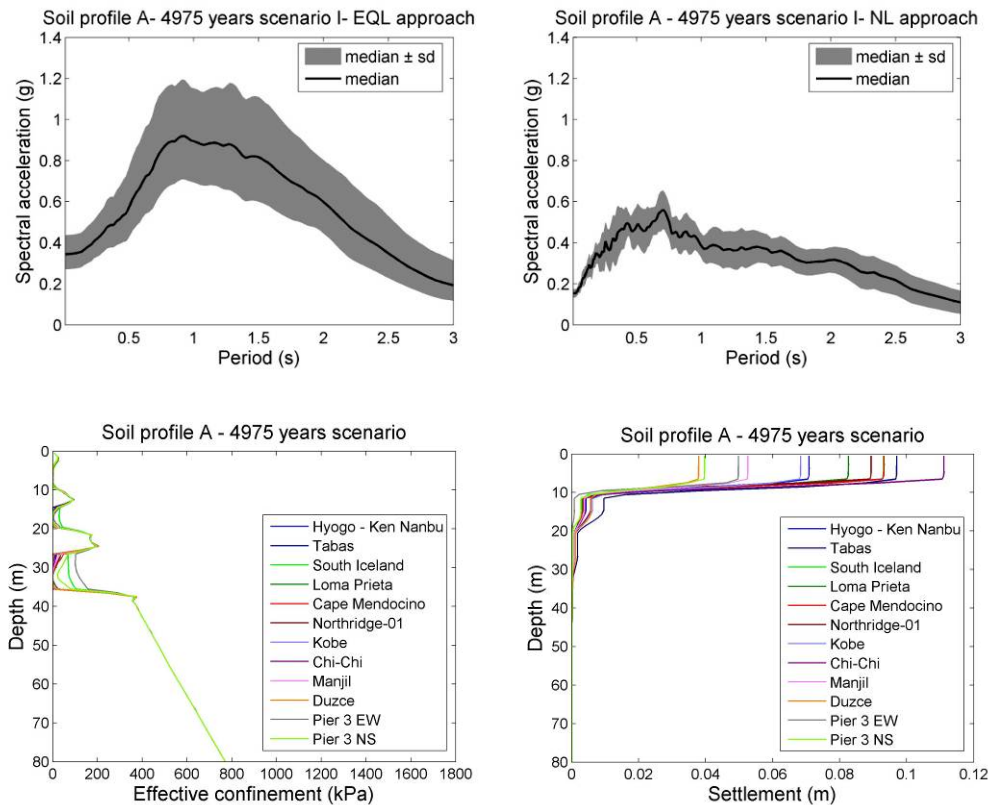 Soil profile A- 4975 years scenario I- EQL approach
1.4
1.2
1
0.8
0.6
0.4
0.2
0
Spectral acceleration (g)
median ± sd
median
0.5
1
1.5
2
2.5
3
Period (s)
Soil profile A - 4975 years scenario I- NL approach
1.4
1.2
1
0.8
0.6
0.4
0.2
0
Spectral acceleration (g)
median ± sd
median
0.5
1
1.5
2
2.5
3
Period (s)
Soil profile A - 4975 years scenario
0
10
20
30
40
50
60
70
80
Depth (m)
Hyogo - Ken Nanbu
Tabas
South Iceland
Loma Prieta
Cape Mendocino
Northridge-01
Kobe
Chi-Chi
Manjil
Duzce
Pier 3 EW
Pier 3 NS
0
200
400
600
800
1000
1200
1400
1600
1800
Effective confinement (kPa)
Soil profile A - 4975 years scenario
0
10
20
30
40
50
60
70
80
Depth (m)
Hyogo - Ken Nanbu
Tabas
South Iceland
Loma Prieta
Cape Mendocino
Northridge-01
Kobe
Chi-Chi
Manjil
Duzce
Pier 3 EW
Pier 3 NS
0
0.02
0.04
0.06
0.08
0.1
0.12
Settlement (m)